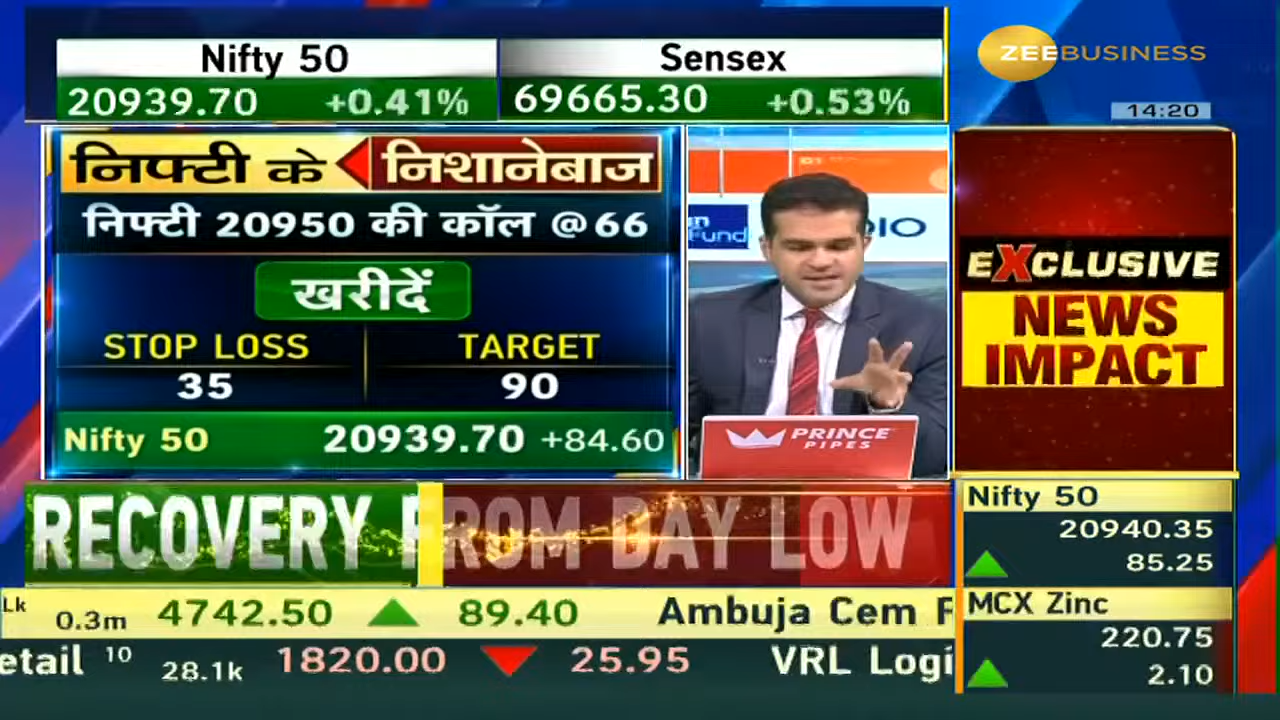 Nifty 50
20939.70 +0.41%
Sensex
69665.30 +0.53%
ZEEBUSINESS
14:20
निफ्टी के निशानेबाज
निफ्टी 20950 की कॉल @66
खरीदें
STOP LOSS TARGET
35 90
Nifty 50 20939.70 +84.60
Fund
PRINCE
PIPES
EXCLUSIVE
NEWS
IMPACT
RECOVERY FROM DAY LOW
Nifty 50
20940.35
85.25
MCX Zinc
220.75
2.10
Lk 0.3m 4742.50 89.40 Ambuja Cem F
etail 10 28.1k 1820.00 25.95 VRL Logi